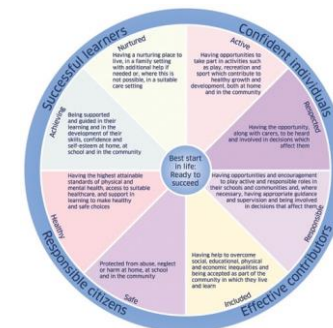 Successful learners
Confident individuals
Nurtured
Having a nurturing place to
live, in a family setting
with additional help if
needed or, where this is
not possible, in a suitable
care setting
Active
Having opportunities to
take part in activities such
as play, recreation and
sport which contribute to
healthy growth and
development, both at home
and in the community
Achieving
Being supported
and guided in their
learning and in the
development of their
skills, confidence and
self-esteem at home, at
school and in the community
Respected
Having the opportunity,
along with carers, to be heard
and involved in decisions which
affect them
Best start
in life:
Ready to
succeed
Healthy
Having the highest attainable
standards of physical and
mental health, access to suitable
healthcare, and support in
learning to make healthy
and safe choices
Having opportunities and encouragement
to play active and responsible roles in
their schools and communities and, where
necessary, having appropriate guidance
and supervision and being involved
in decisions that affect them
Responsible
Protected from abuse, neglect
or harm at home, at school
and in the community
Safe
Having help to overcome
social, educational, physical
and economic inequalities and
being accepted as part of the
community in which they live
and learn
Included
Responsible citizens
Effective contributors